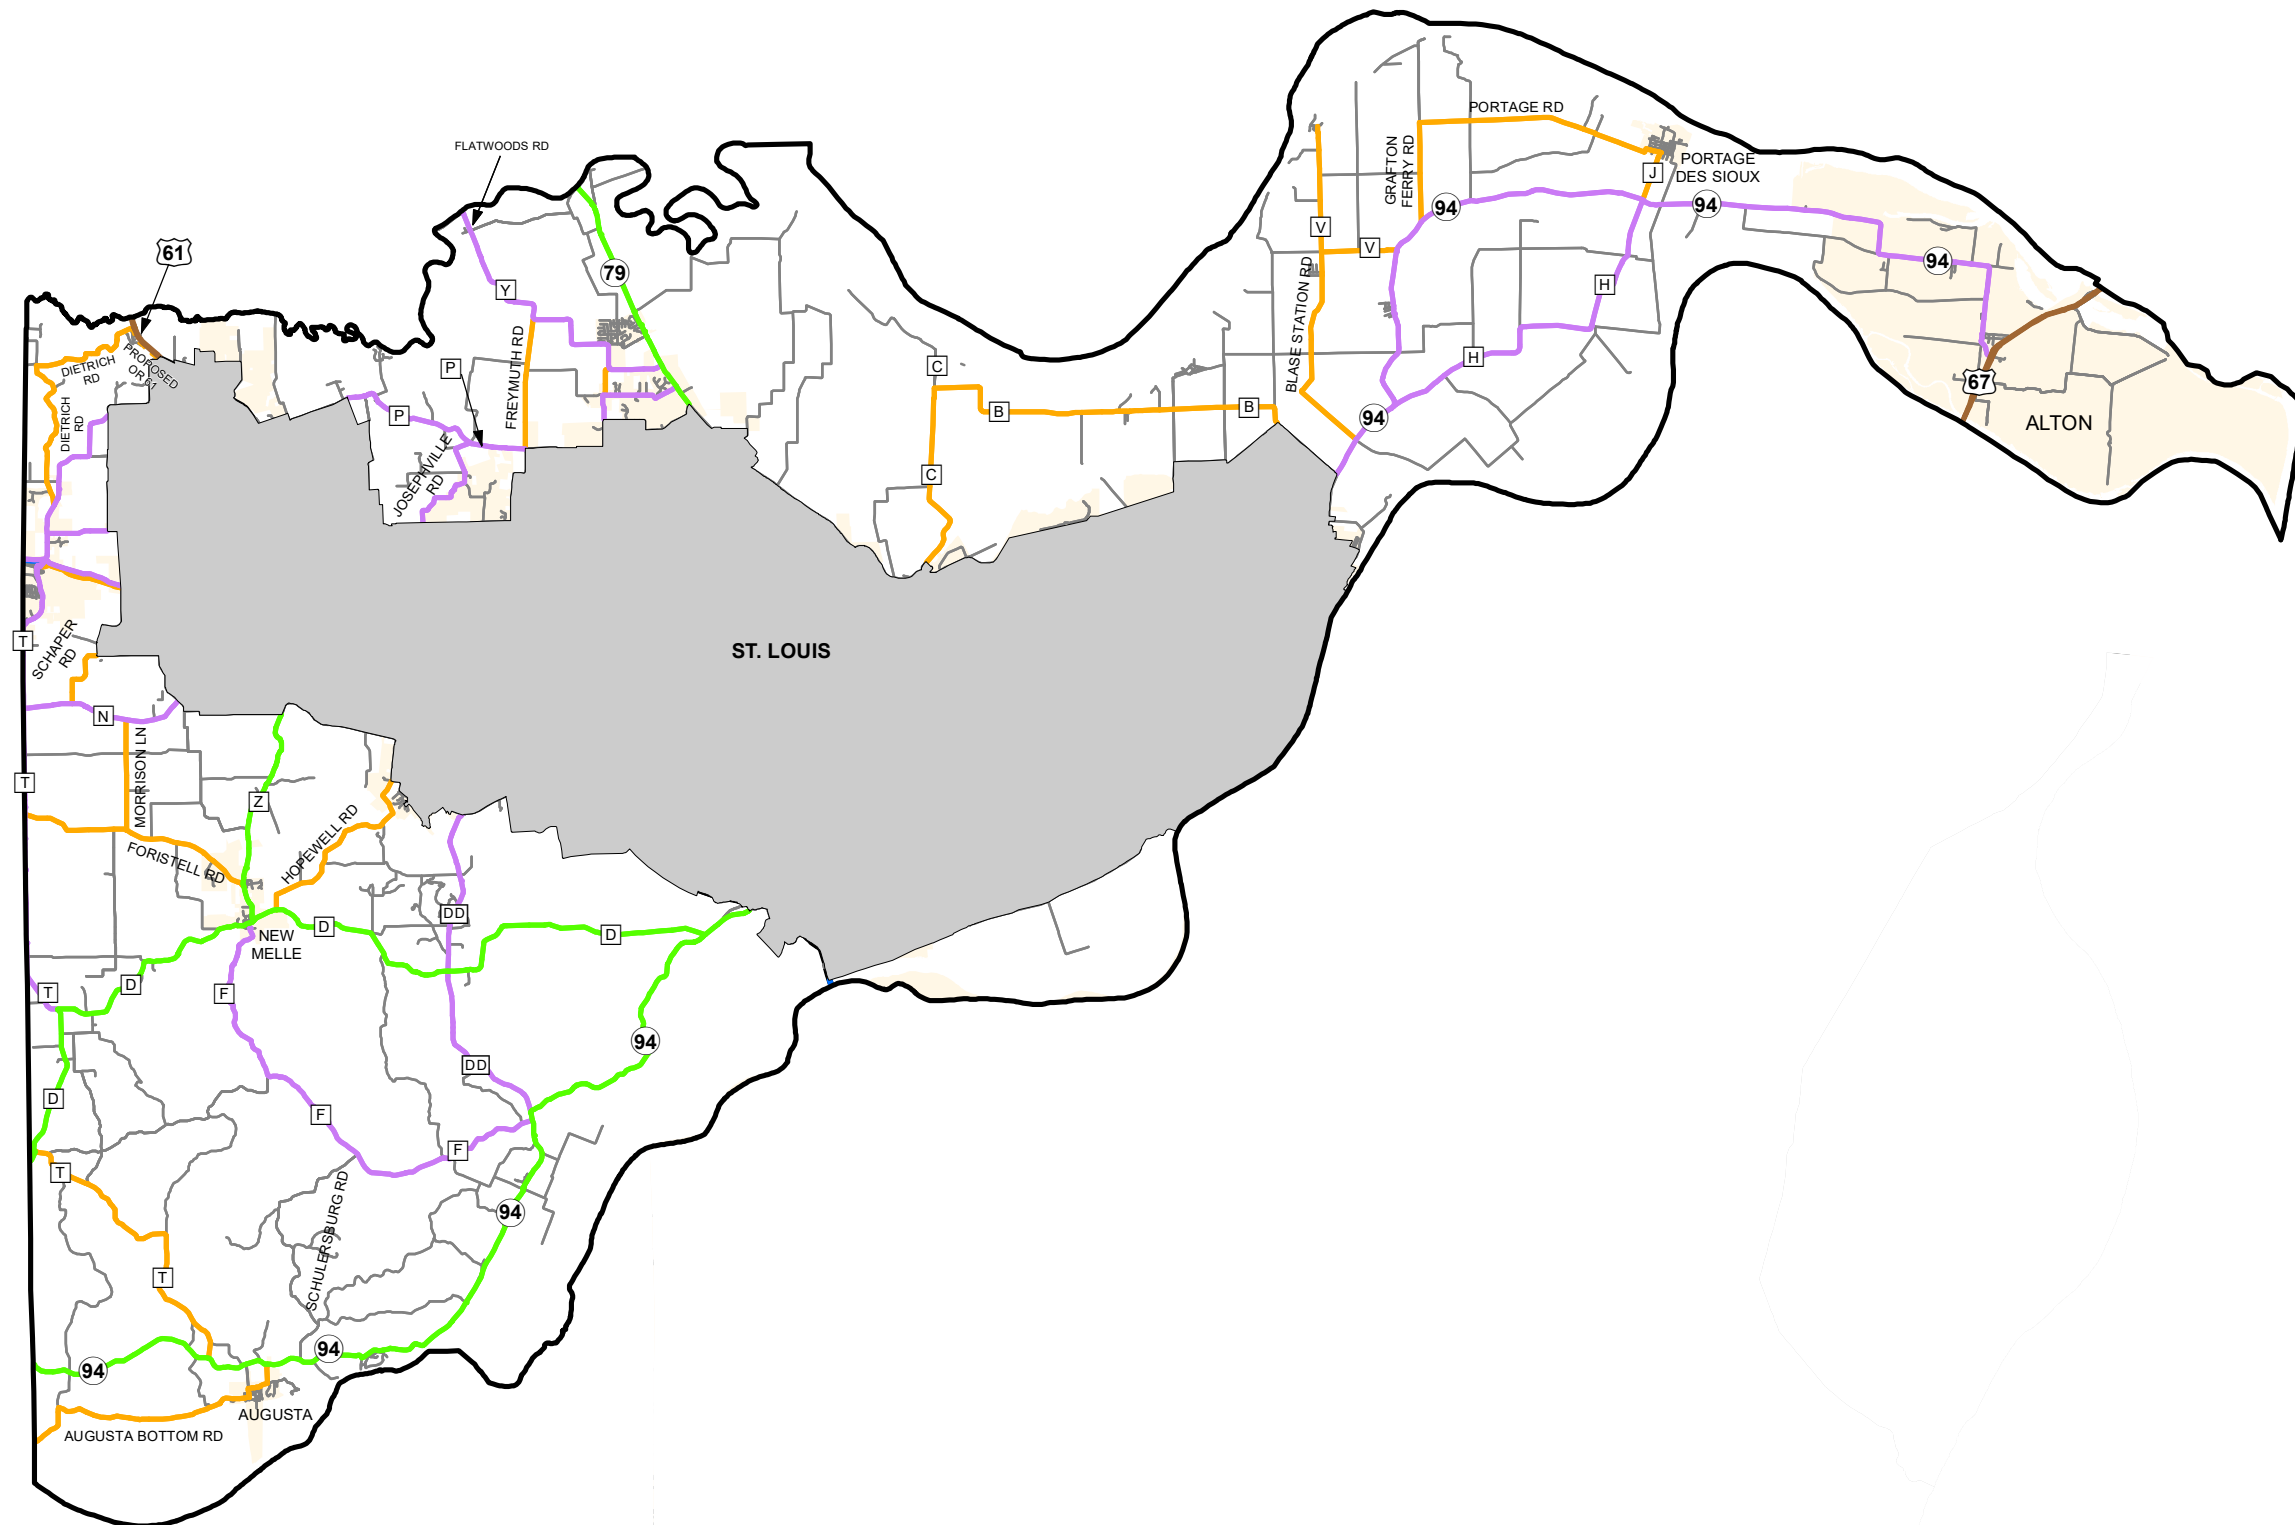 PORTAGE RD
FLATWOODS RD
GRAFTON
FERRY RD
PORTAGE
DES SIOUX
J
94
94
V
V
61
79
94
Y
H
BLASE STATION RD
PROPOSED
OR 61
DIETRICH
RD
FREYMUTH RD
P
C
H
67
DIETRICH
RD
P
B
B
94
ALTON
JOSEPHVILLE
RD
C
T
SCHAPER
RD
ST. LOUIS
N
MORRISON LN
T
Z
HOPEWELL RD
FORISTELL RD
DD
D
D
NEW
MELLE
D
T
F
94
DD
D
F
F
T
SCHULERSBURG RD
94
T
94
94
AUGUSTA
AUGUSTA BOTTOM RD